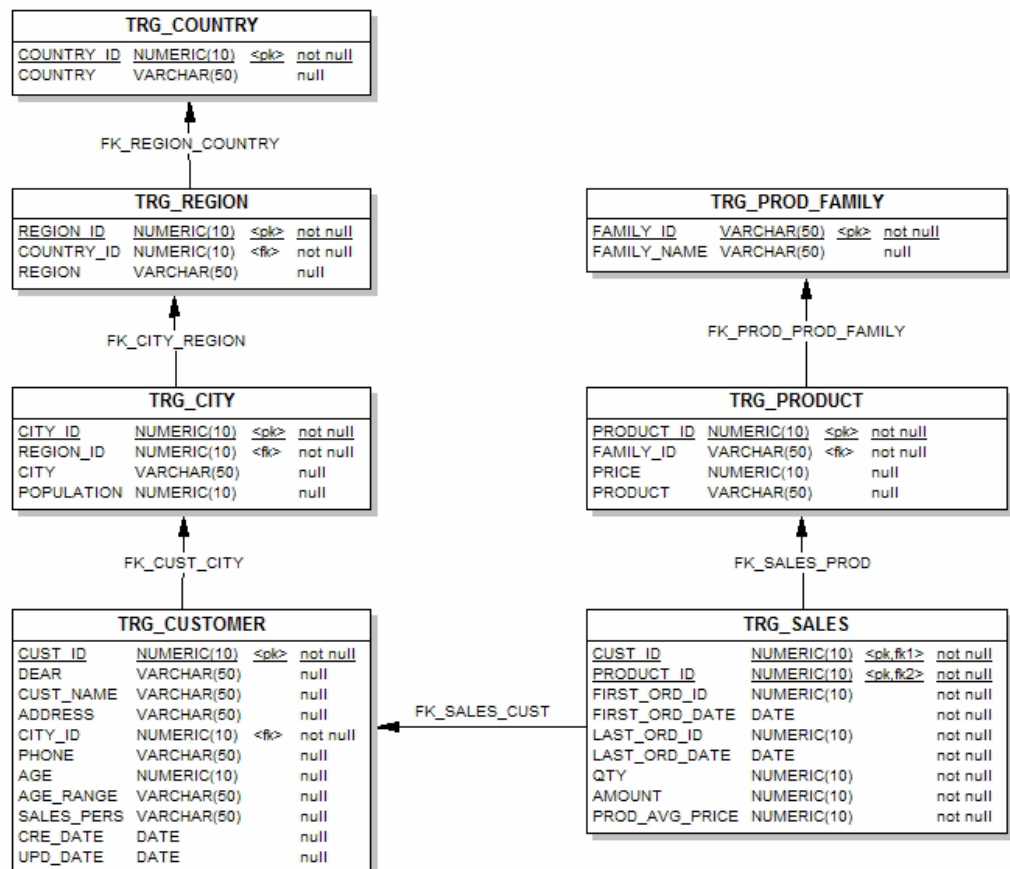 TRG_COUNTRY
COUNTRY_ID NUMERIC(10) <pk> not null
COUNTRY VARCHAR(50) null
FK_REGION_COUNTRY
TRG_REGION
REGION_ID NUMERIC(10) <pk> not null
COUNTRY_ID NUMERIC(10) <fk> not null
REGION VARCHAR(50) null
FK_CITY_REGION
TRG_CITY
CITY_ID NUMERIC(10) <pk> not null
REGION_ID NUMERIC(10) <fk> not null
CITY VARCHAR(50) null
POPULATION NUMERIC(10) null
FK_CUST_CITY
TRG_CUSTOMER
CUST_ID NUMERIC(10) <pk> not null
DEAR VARCHAR(50) null
CUST_NAME VARCHAR(50) null
ADDRESS VARCHAR(50) null
CITY_ID NUMERIC(10) <fk> not null
PHONE VARCHAR(50) null
AGE NUMERIC(10) null
AGE_RANGE VARCHAR(50) null
SALES_PERS VARCHAR(50) null
CRE_DATE DATE null
UPD_DATE DATE null
FK_SALES_CUST
TRG_PROD_FAMILY
FAMILY_ID VARCHAR(50) <pk> not null
FAMILY_NAME VARCHAR(50) null
FK_PROD_PROD_FAMILY
TRG_PRODUCT
PRODUCT_ID NUMERIC(10) <pk> not null
FAMILY_ID VARCHAR(50) <fk> not null
PRICE NUMERIC(10) null
PRODUCT VARCHAR(50) null
FK_SALES_PROD
TRG_SALES
CUST_ID NUMERIC(10) <pk,fk1> not null
PRODUCT_ID NUMERIC(10) <pk,fk2> not null
FIRST_ORD_ID NUMERIC(10) not null
FIRST_ORD_DATE DATE not null
LAST_ORD_ID NUMERIC(10) not null
LAST_ORD_DATE DATE not null
QTY NUMERIC(10) not null
AMOUNT NUMERIC(10) not null
PROD_AVG_PRICE NUMERIC(10) not null